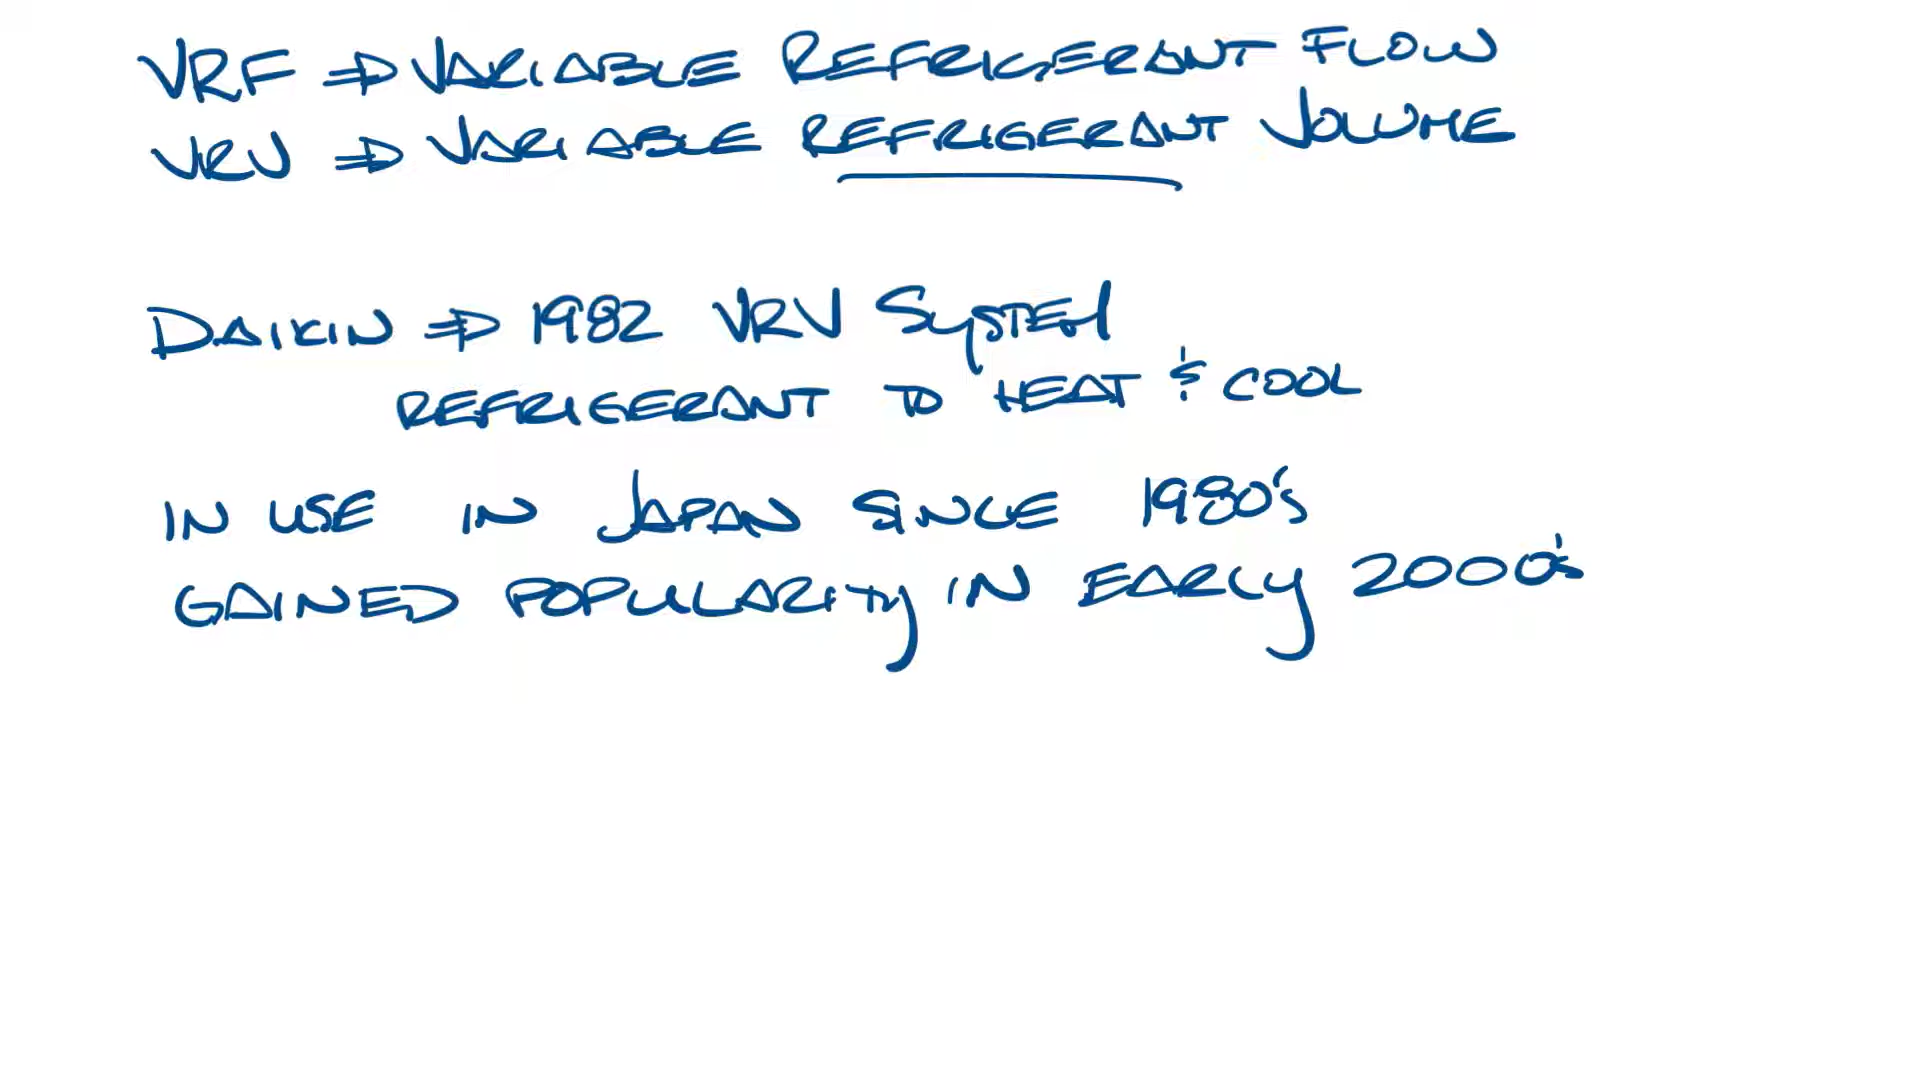 VRF ⇒ VARIABLE REFRIGERANT FLOW
VRV ⇒ VARIABLE REFRIGERANT VOLUME
DAIKIN ⇒ 1982 VRV SYSTEM
REFRIGERANT TO HEAT & COOL
IN USE IN JAPAN SINCE 1980's
GAINED POPULARITY IN EARLY 2000's